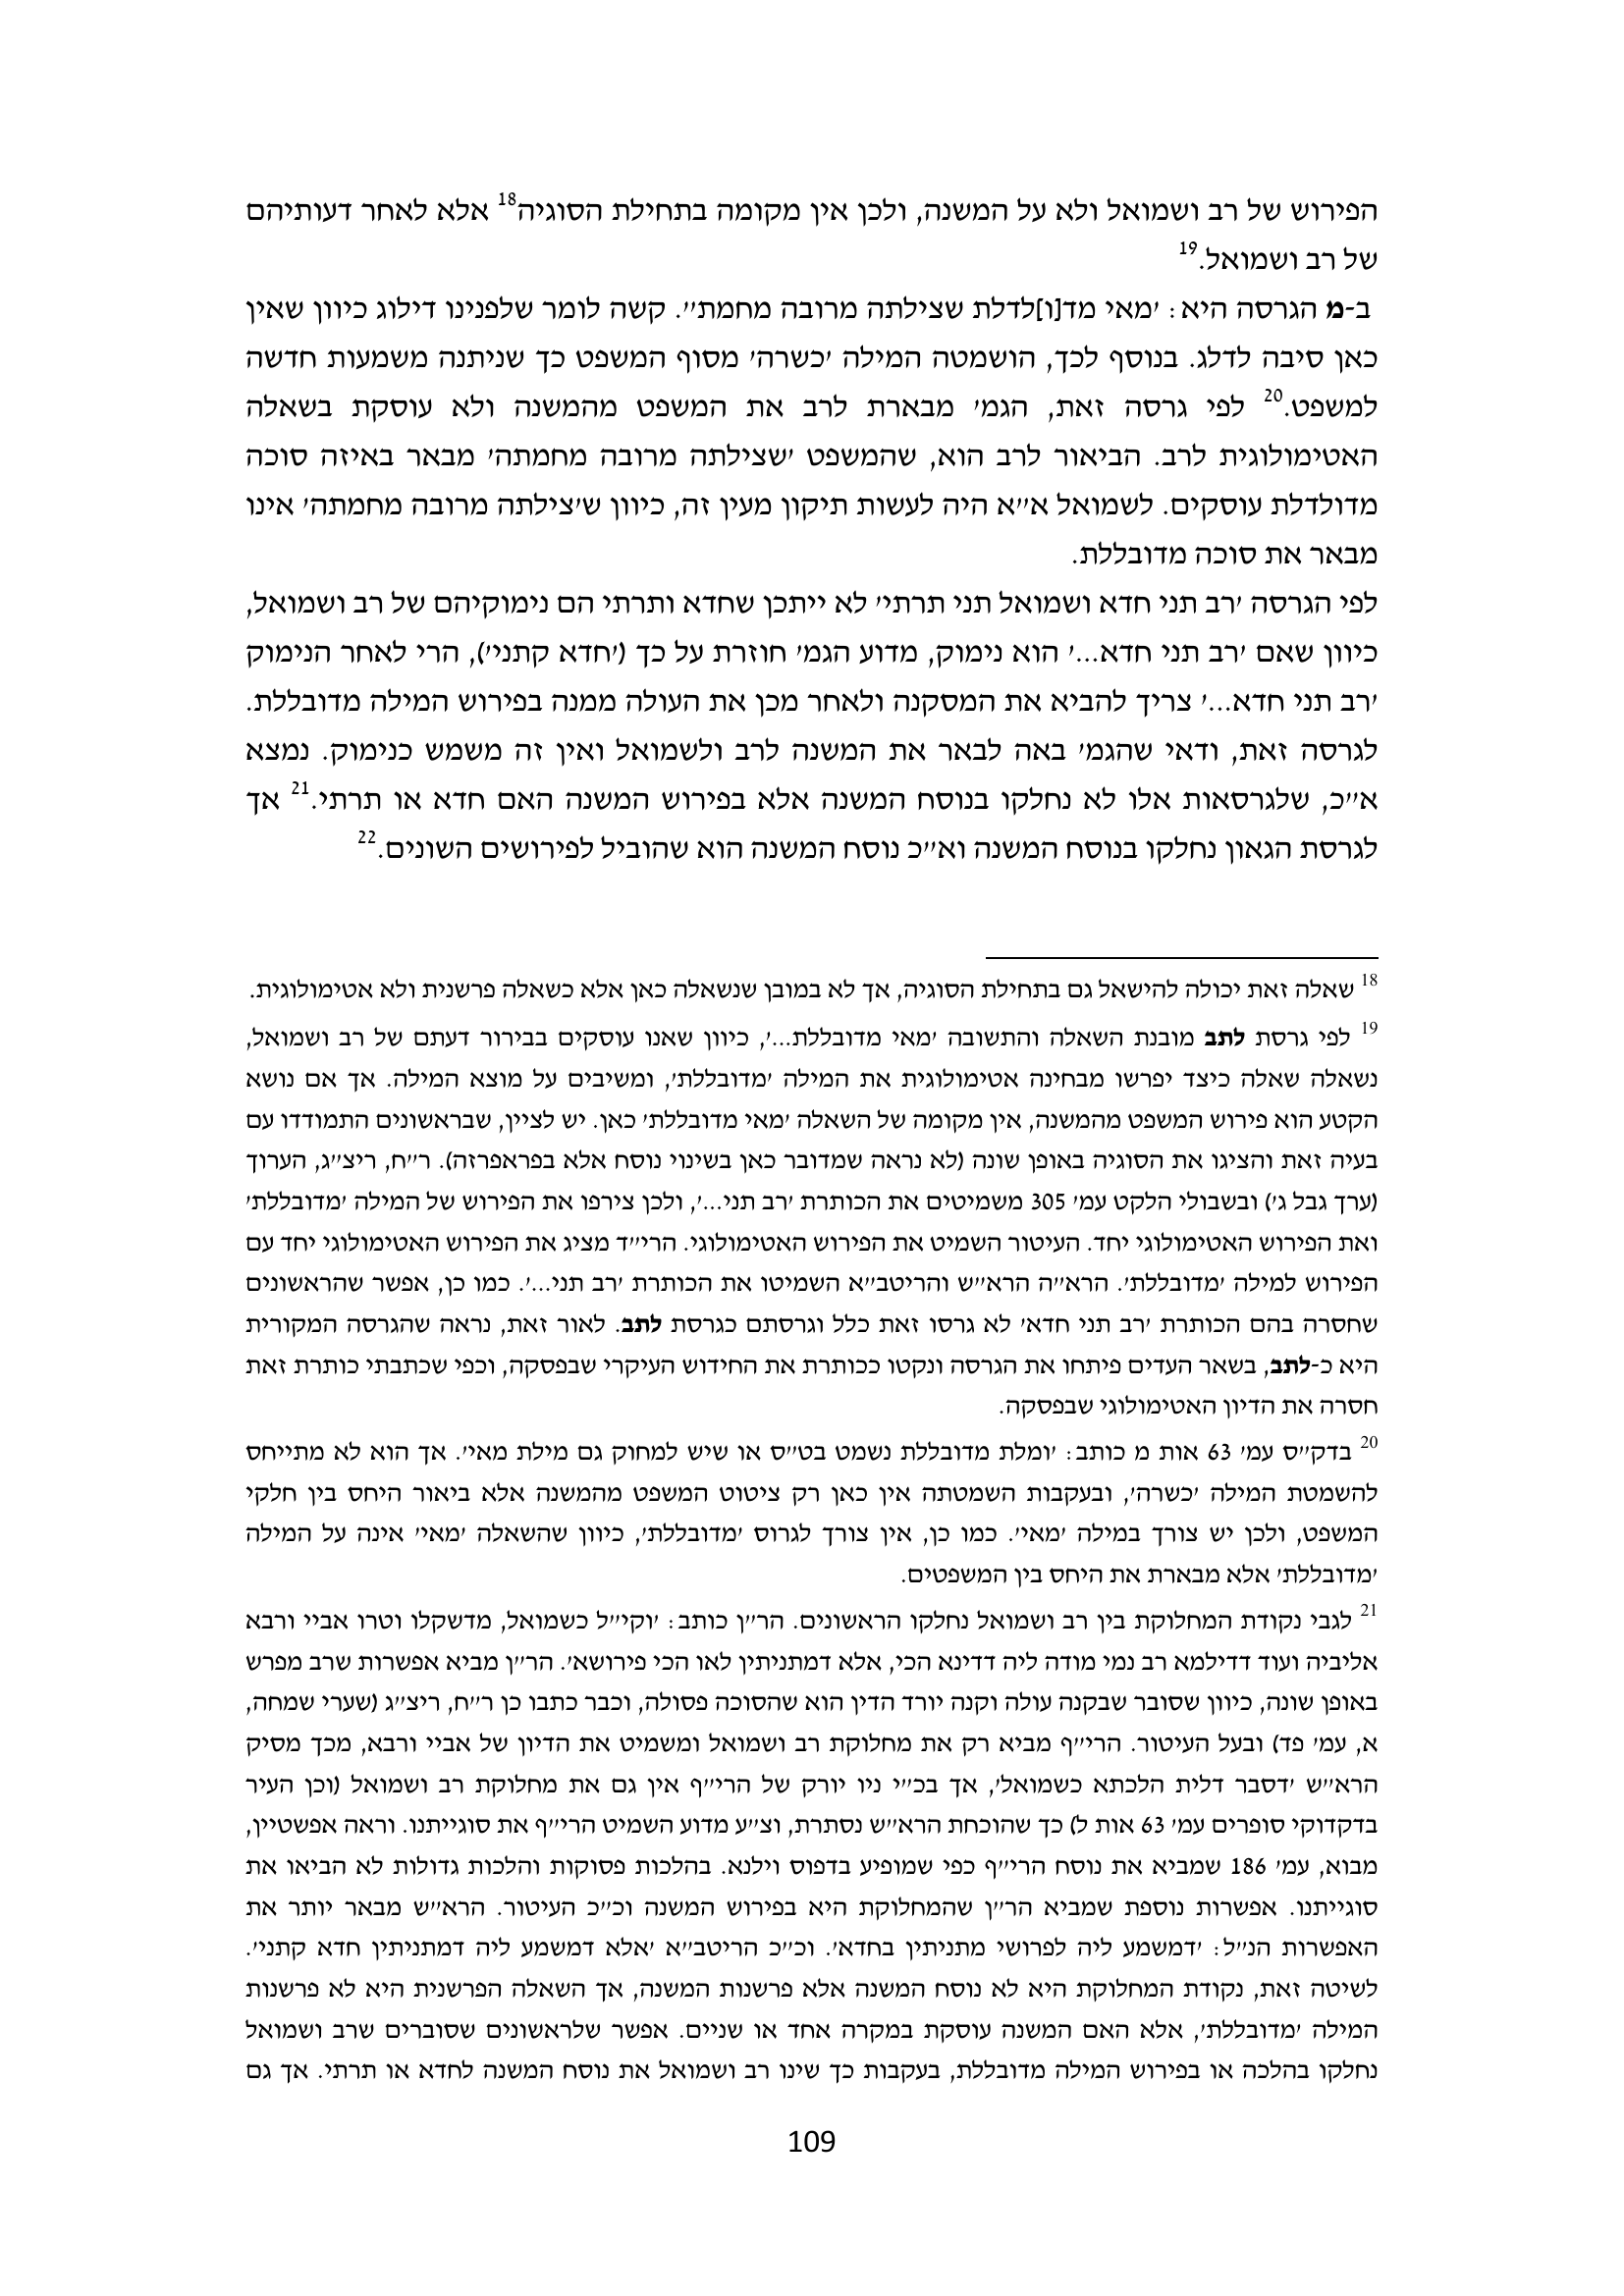 הפירוש של רב ושמואל ולא על המשנה, ולכן אין מקומה בתחילת הסוגיה18 אלא לאחר דעותיהם
של רב ושמואל.19
ב-מ הגרסה היא: 'מאי מד[ו]לדלת שצילתה מרובה מחמת'׳. קשה לומר שלפנינו דילוג כיוון שאין
כאן סיבה לדלג. בנוסף לכך, הושמטה המילה 'כשרה' מסוף המשפט כך שניתנה משמעות חדשה
למשפט.20 לפי גרסה זאת, הגמ' מבארת לרב את המשפט מהמשנה ולא עוסקת בשאלה
האטימולוגית לרב. הביאור לרב הוא, שהמשפט 'שצילתה מרובה מחמתה' מבאר באיזה סוכה
מדולדלת עוסקים. לשמואל א"א היה לעשות תיקון מעין זה, כיוון ש'צילתה מרובה מחמתה' אינו
מבאר את סוכה מדובללת.
לפי הגרסה 'רב תני חדא ושמואל תני תרתי' לא ייתכן שחדא ותרתי הם נימוקיהם של רב ושמואל,
כיוון שאם 'רב תני חדא...' הוא נימוק, מדוע הגמ' חוזרת על כך ('חדא קתני'), הרי לאחר הנימוק
'רב תני חדא...' צריך להביא את המסקנה ולאחר מכן את העולה ממנה בפירוש המילה מדובללת.
לגרסה זאת, ודאי שהגמ' באה לבאר את המשנה לרב ולשמואל ואין זה משמש כנימוק. נמצא
א"כ, שלגרסאות אלו לא נחלקו בנוסח המשנה אלא בפירוש המשנה האם חדא או תרתי.21 אך
לגרסת הגאון נחלקו בנוסח המשנה וא"כ נוסח המשנה הוא שהוביל לפירושים השונים.22
18 שאלה זאת יכולה להישאל גם בתחילת הסוגיה, אך לא במובן שנשאלה כאן אלא כשאלה פרשנית ולא אטימולוגית.
19 לפי גרסת לתב מובנת השאלה והתשובה 'מאי מדובללת...', כיוון שאנו עוסקים בבירור דעתם של רב ושמואל,
נשאלה שאלה כיצד יפרשו מבחינה אטימולוגית את המילה 'מדובללת', ומשיבים על מוצא המילה. אך אם נושא
הקטע הוא פירוש המשפט מהמשנה, אין מקומה של השאלה 'מאי מדובללת' כאן. יש לציין, שבראשונים התמודדו עם
בעיה זאת והציגו את הסוגיה באופן שונה (לא נראה שמדובר כאן בשינוי נוסח אלא בפראפרזה). ר"ח, ריצ"ג, הערוך
(ערך גבל ג') ובשבולי הלקט עמ' 305 משמיטים את הכותרת 'רב תני...', ולכן צירפו את הפירוש של המילה 'מדובללת'
ואת הפירוש האטימולוגי יחד. העיטור השמיט את הפירוש האטימולוגי. הרי"ד מציג את הפירוש האטימולוגי יחד עם
הפירוש למילה 'מדובללת'. הרא"ה הרא"ש והריטב"א השמיטו את הכותרת 'רב תני...'. כמו כן, אפשר שהראשונים
שחסרה בהם הכותרת 'רב תני חדא' לא גרסו זאת כלל וגרסתם כגרסת לתב. לאור זאת, נראה שהגרסה המקורית
היא כ-לתב, בשאר העדים פיתחו את הגרסה ונקטו ככותרת את החידוש העיקרי שבפסקה, וכפי שכתבתי כותרת זאת
חסרה את הדיון האטימולוגי שבפסקה.
20 בדק"ס עמ' 63 אות מ כותב: 'ומלת מדובללת נשמט בט"ס או שיש למחוק גם מילת מאי'. אך הוא לא מתייחס
להשמטת המילה 'כשרה', ובעקבות השמטתה אין כאן רק ציטוט המשפט מהמשנה אלא ביאור היחס בין חלקי
המשפט, ולכן יש צורך במילה 'מאי'. כמו כן, אין צורך לגרוס 'מדובללת', כיוון שהשאלה 'מאי' אינה על המילה
'מדובללת' אלא מבארת את היחס בין המשפטים.
21 לגבי נקודת המחלוקת בין רב ושמואל נחלקו הראשונים. הר"ן כותב: 'וקי"ל כשמואל, מדשקלו וטרו אביי ורבא
אליביה ועוד דדילמא רב נמי מודה ליה דדינא הכי, אלא דמתניתין לאו הכי פירושא'. הר"ן מביא אפשרות שרב מפרש
באופן שונה, כיוון שסובר שבקנה עולה וקנה יורד הדין הוא שהסוכה פסולה, וכבר כתבו כן ר"ח, ריצ"ג (שערי שמחה,
א, עמ' פד) ובעל העיטור. הרי"ף מביא רק את מחלוקת רב ושמואל ומשמיט את הדיון של אביי ורבא, מכך מסיק
הרא"ש 'דסבר דלית הלכתא כשמואל', אך בכ"י ניו יורק של הרי"ף אין גם את מחלוקת רב ושמואל (וכן העיר
בדקדוקי סופרים עמ' 63 אות ל) כך שהוכחת הרא"ש נסתרת, וצ"ע מדוע השמיט הרי"ף את סוגייתנו. וראה אפשטיין,
מבוא, עמ' 186 שמביא את נוסח הרי"ף כפי שמופיע בדפוס וילנא. בהלכות פסוקות והלכות גדולות לא הביאו את
סוגייתנו. אפשרות נוספת שמביא הר"ן שהמחלוקת היא בפירוש המשנה וכ"כ העיטור. הרא"ש מבאר יותר את
האפשרות הנ"ל: 'דמשמע ליה לפרושי מתניתין בחדא'. וכ"כ הריטב"א 'אלא דמשמע ליה דמתניתין חדא קתני'.
לשיטה זאת, נקודת המחלוקת היא לא נוסח המשנה אלא פרשנות המשנה, אך השאלה הפרשנית היא לא פרשנות
המילה 'מדובללת', אלא האם המשנה עוסקת במקרה אחד או שניים. אפשר שלראשונים שסוברים שרב ושמואל
נחלקו בהלכה או בפירוש המילה מדובללת, בעקבות כך שינו רב ושמואל את נוסח המשנה לחדא או תרתי. אך גם
109